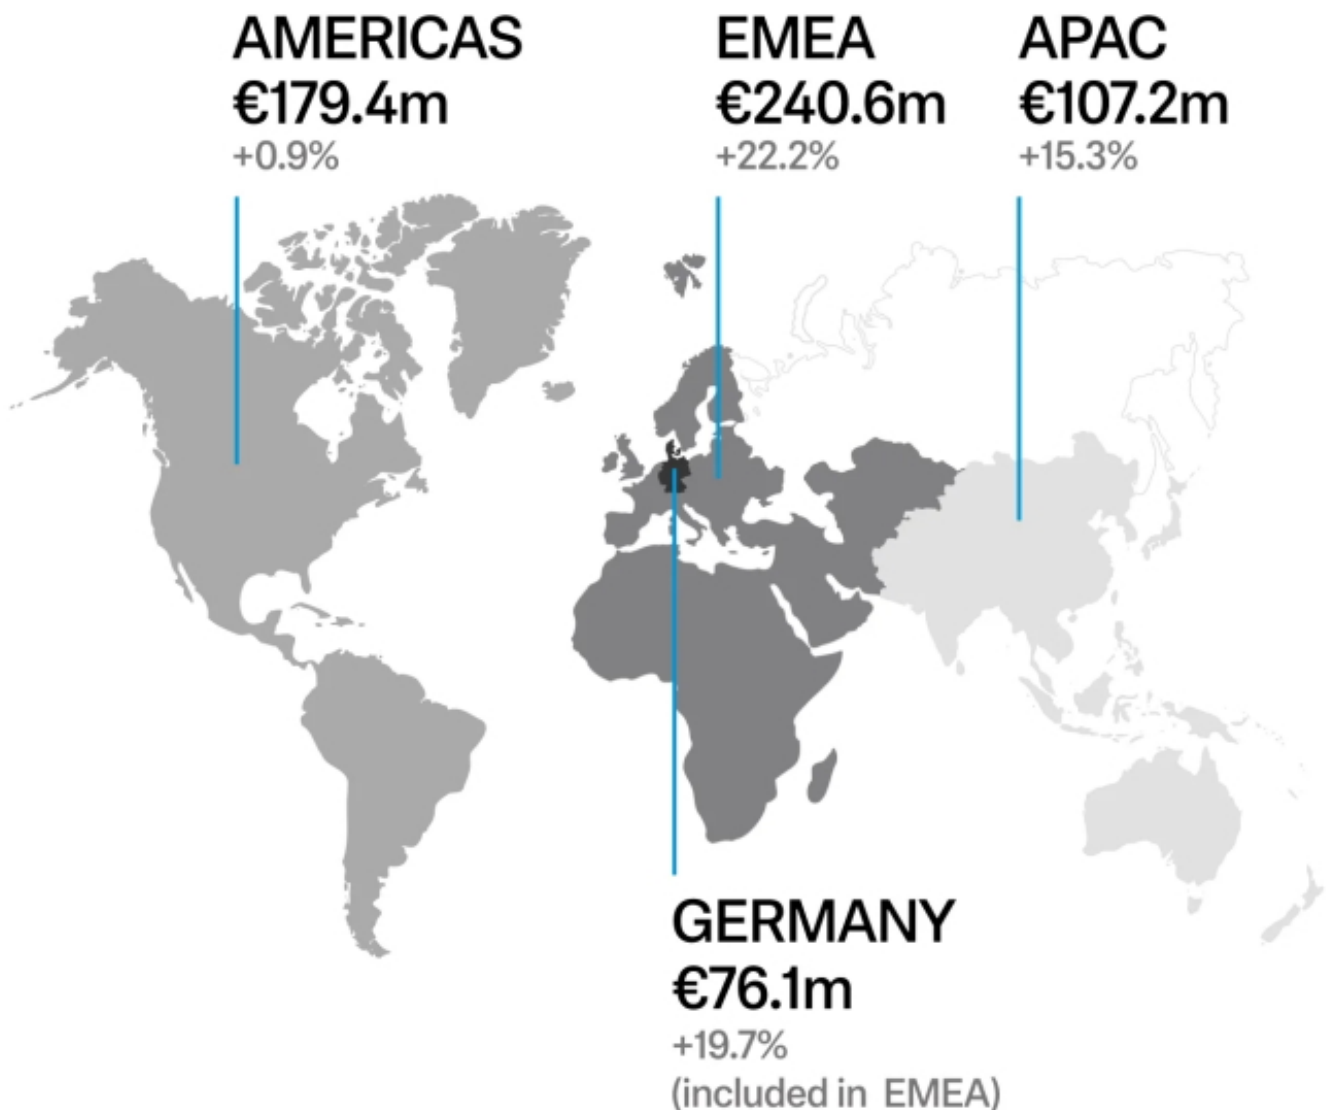 AMERICAS
€179.4m
+0.9%
EMEA
€240.6m
+22.2%
APAC
€107.2m
+15.3%
GERMANY
€76.1m
+19.7%
(included in EMEA)